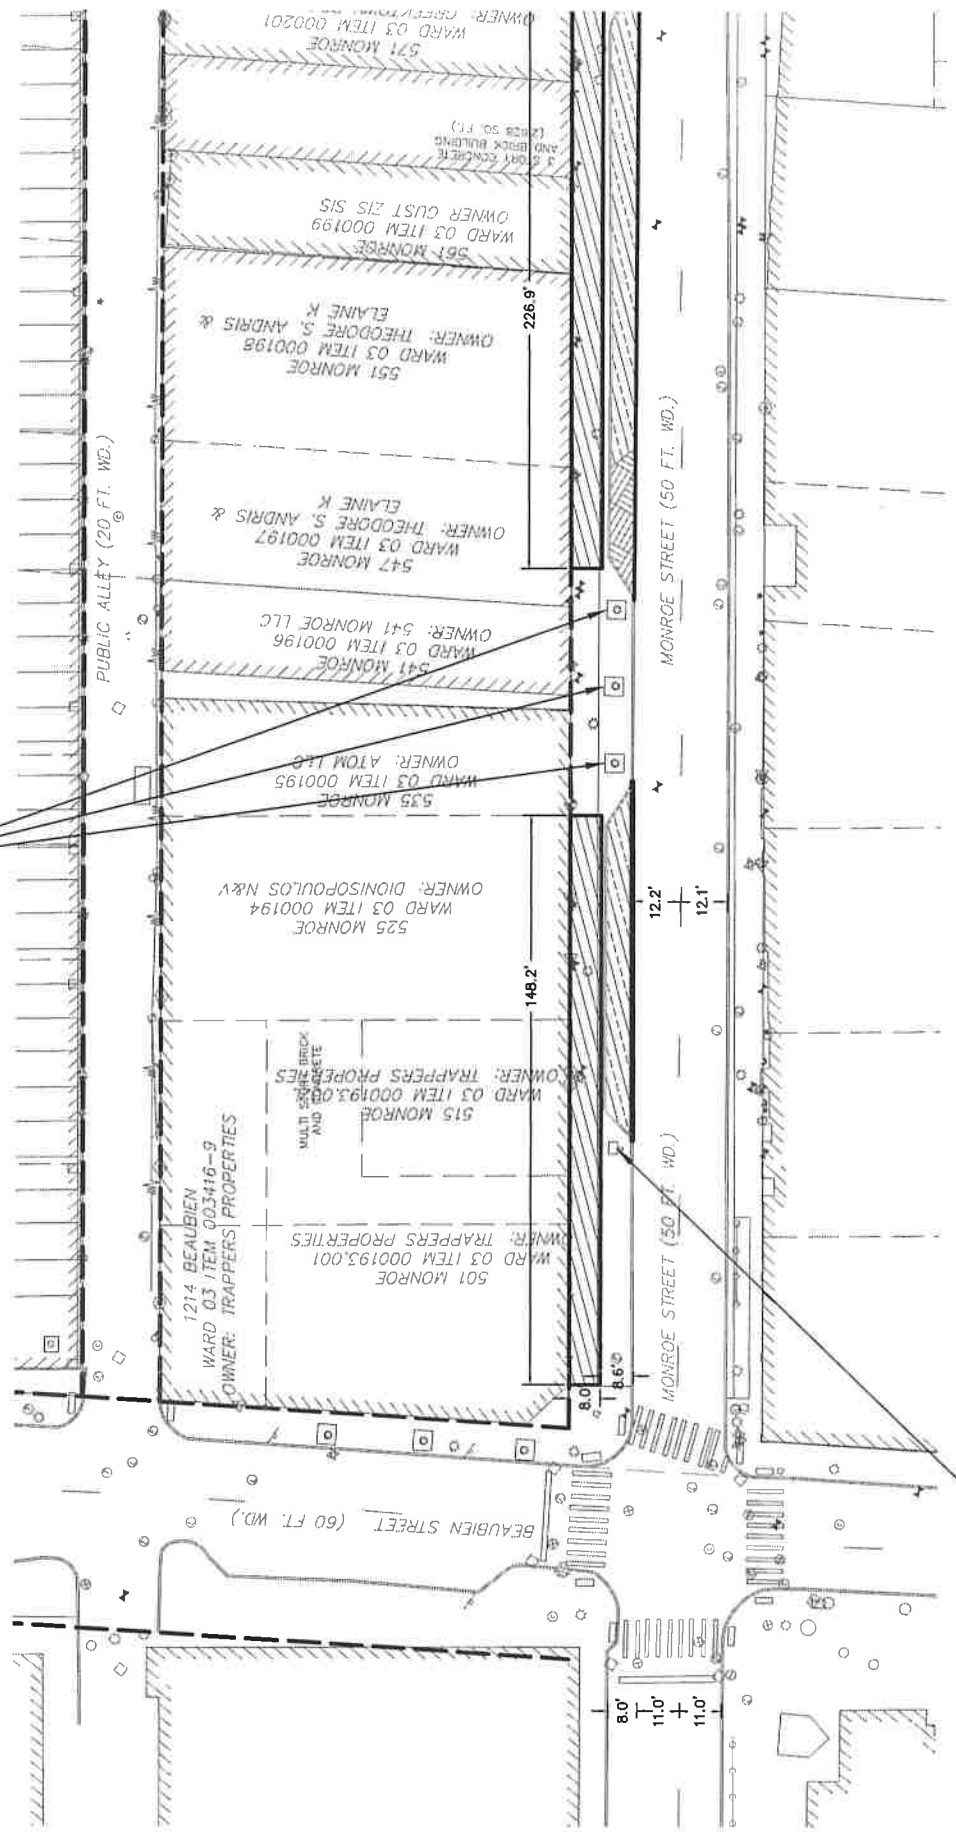 571 MONROE
WARD 03 ITEM 000201
3 STORY CONCRETE
AND BRICK BUILDING
561 MONROE
WARD 03 ITEM 000199
OWNER GUST ZIS SIS
551 MONROE
WARD 03 ITEM 000198
OWNER: THEODORE S. ANDRIS &
ELAINE K
547 MONROE
WARD 03 ITEM 000197
OWNER: THEODORE S. ANDRIS &
ELAINE K
541 MONROE
WARD 03 ITEM 000196
OWNER: 541 MONROE LLC
535 MONROE
WARD 03 ITEM 000195
OWNER: ATOM LLC
525 MONROE
WARD 03 ITEM 000194
OWNER: DIONISOPOULOS N&V
515 MONROE
WARD 03 ITEM
OWNER: TRAPPERS PROPERTIES
501 MONROE
WARD 03 ITEM 000193.001
OWNER: TRAPPERS PROPERTIES
1214 BEAUBIEN
WARD 03 ITEM 003416-9
OWNER: TRAPPERS PROPERTIES
MULTI STORY BRICK
AND CONCRETE
PUBLIC ALLEY (20 FT. WD.)
MONROE STREET (50 FT. WD.)
MONROE STREET (50 FT. WD.)
BEAUBIEN STREET (60 FT. WD.)
226.9'
148.2'
12.2'
12.1'
8.0'
8.6'
8.0'
11.0'
11.0'